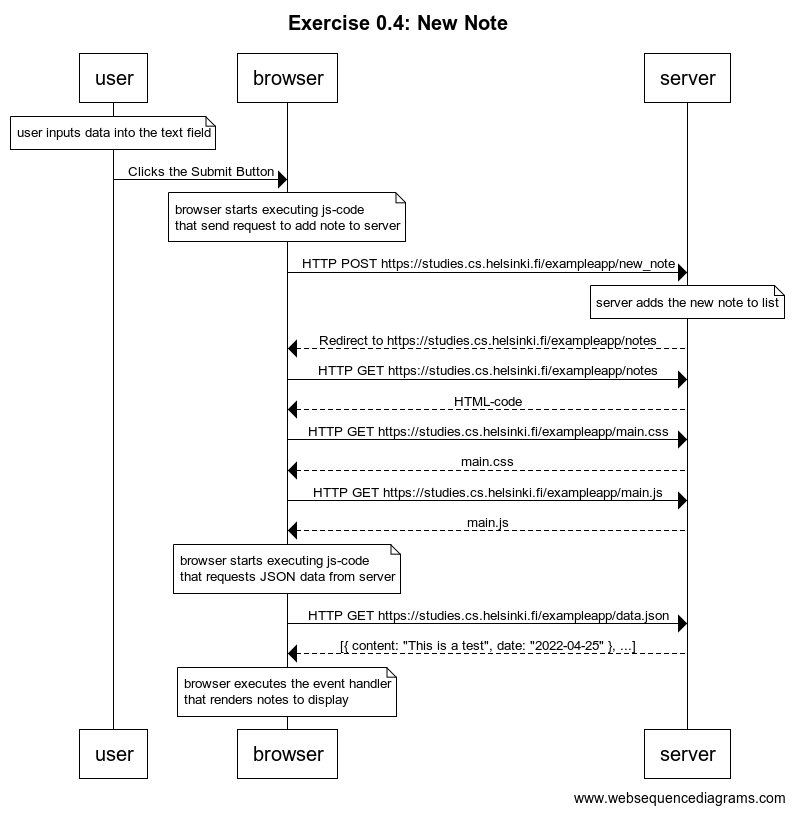 Exercise 0.4: New Note
user
browser
server
user inputs data into the text field
Clicks the Submit Button
browser starts executing js-code
that send request to add note to server
HTTP POST https://studies.cs.helsinki.fi/exampleapp/new_note
server adds the new note to list
Redirect to https://studies.cs.helsinki.fi/exampleapp/notes
HTTP GET https://studies.cs.helsinki.fi/exampleapp/notes
HTML-code
HTTP GET https://studies.cs.helsinki.fi/exampleapp/main.css
main.css
HTTP GET https://studies.cs.helsinki.fi/exampleapp/main.js
main.js
browser starts executing js-code
that requests JSON data from server
HTTP GET https://studies.cs.helsinki.fi/exampleapp/data.json
[{ content: "This is a test", date: "2022-04-25" }, ...]
browser executes the event handler
that renders notes to display
user
browser
server
www.websequencediagrams.com